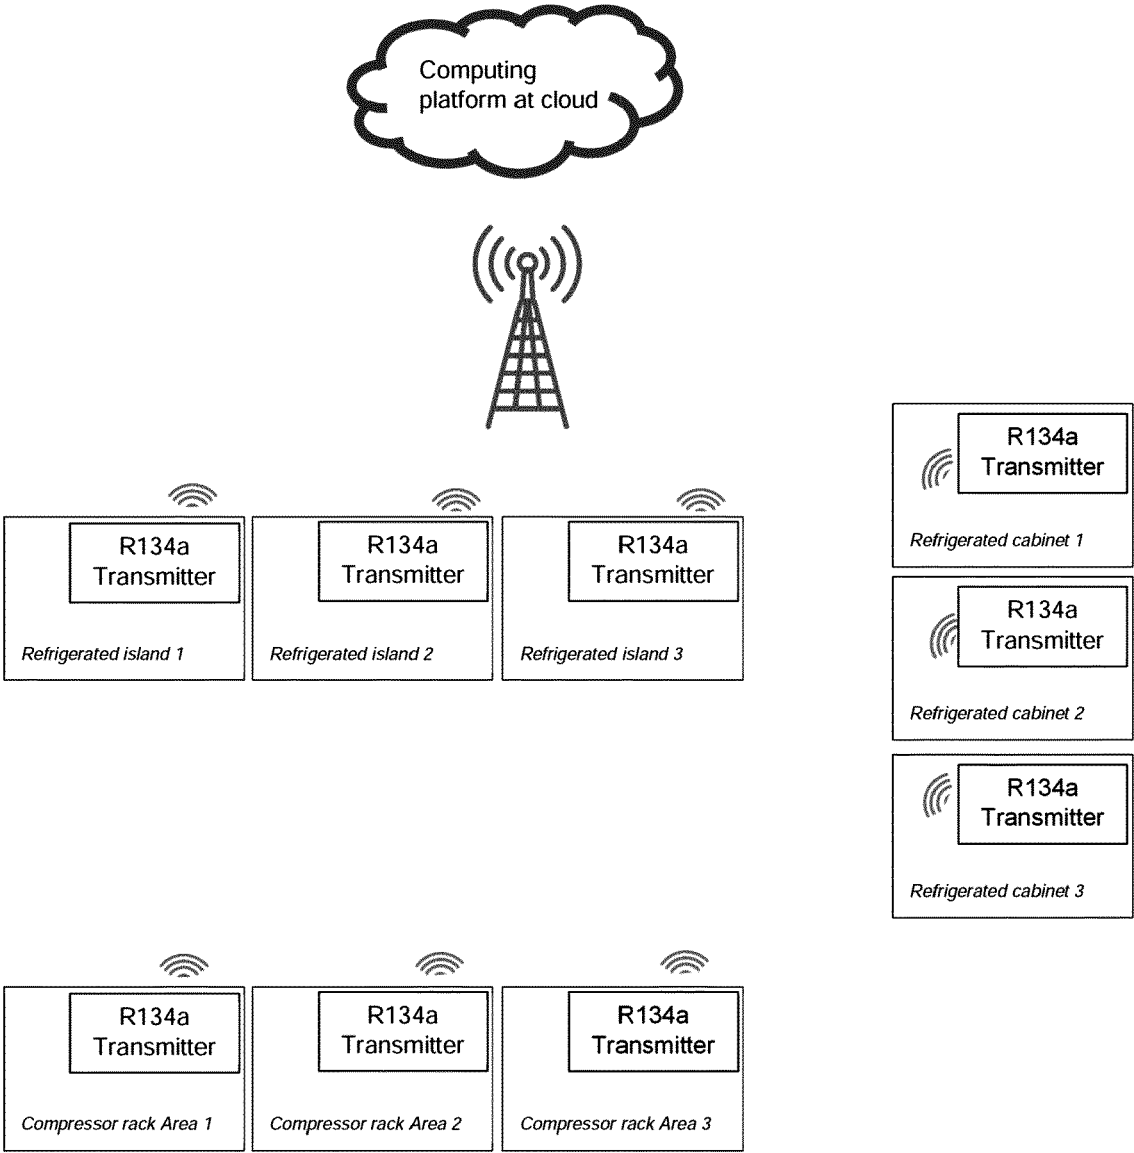 Computing
platform at cloud
R134a
Transmitter
Refrigerated cabinet 1
R134a
Transmitter
Refrigerated island 1
R134a
Transmitter
Refrigerated island 2
R134a
Transmitter
Refrigerated island 3
R134a
Transmitter
Refrigerated cabinet 2
R134a
Transmitter
Refrigerated cabinet 3
R134a
Transmitter
Compressor rack Area 1
R134a
Transmitter
Compressor rack Area 2
R134a
Transmitter
Compressor rack Area 3